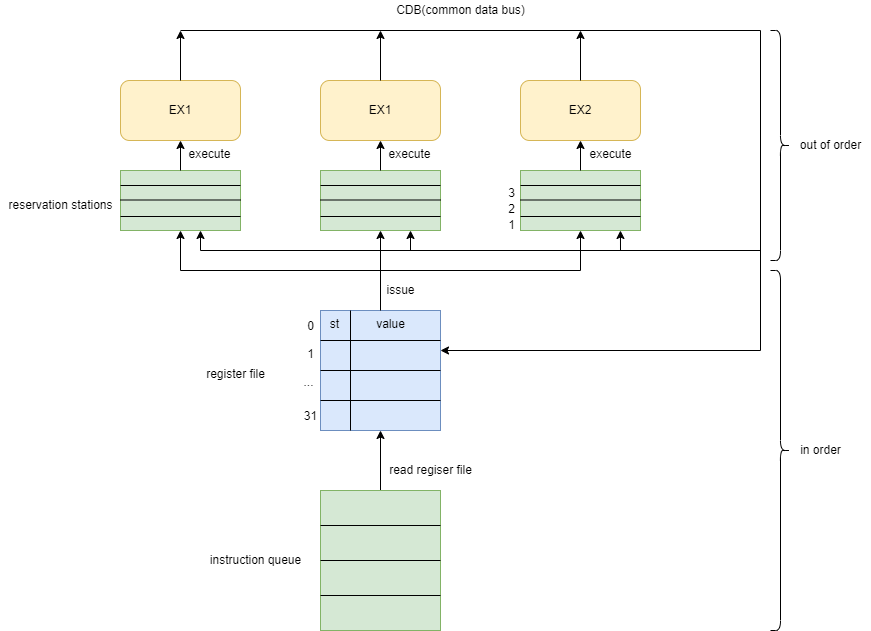 CDB(common data bus)
EX1
EX1
EX2
out of order
execute
execute
execute
reservation stations
3
2
1
issue
0
st
value
1
register file
...
31
in order
read regiser file
instruction queue